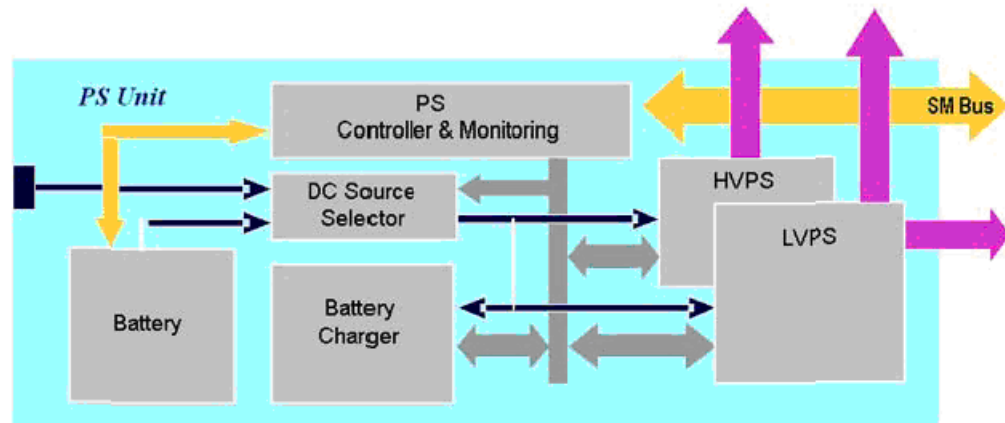 PS Unit
PS
Controller & Monitoring
SM Bus
DC Source
Selector
HVPS
LVPS
Battery
Battery
Charger